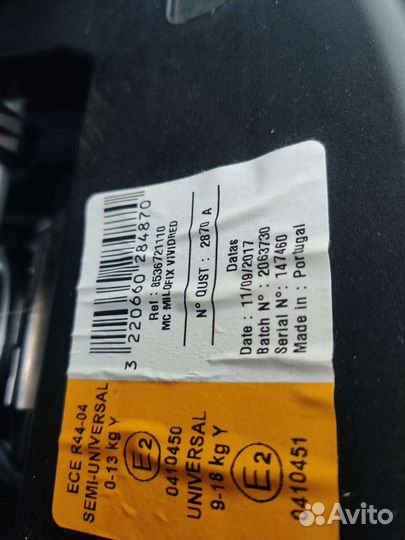 3 220660 284870
Ref : 8536721110
MC MILOFIX VIVIDRED
N° QUST : 2870 A
Datas
Date : 11/09/2017
Batch N° : 2063730
Serial N° : 147460
Made in : Portugal
ECE R44-04
SEMI-UNIVERSAL
0-13 kg Y
E2
0410450
UNIVERSAL
9-18 kg Y
E2
0410451
Avito